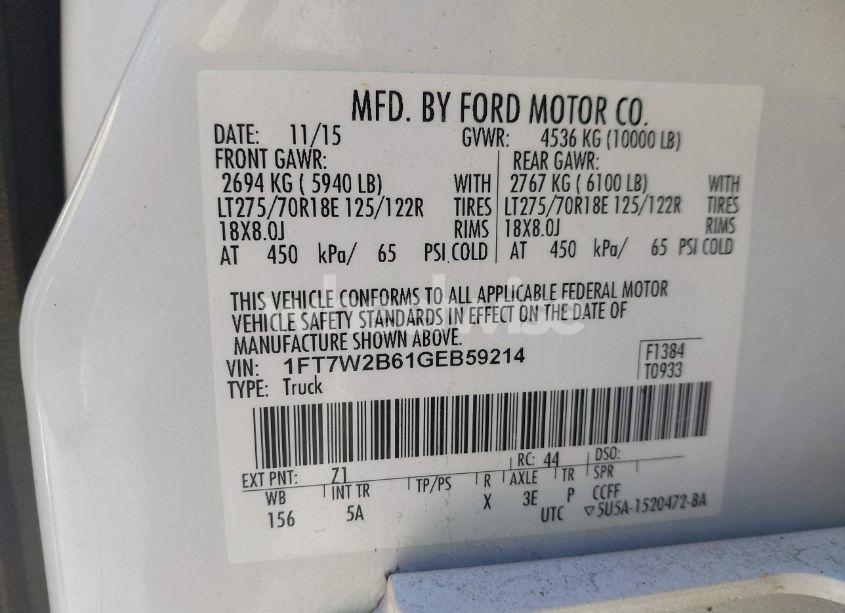 MFD. BY FORD MOTOR CO.
DATE: 11/15 GVWR: 4536 KG (10000 LB)
FRONT GAWR: REAR GAWR:
2694 KG ( 5940 LB) WITH 2767 KG ( 6100 LB) WITH
LT275/70R18E 125/122R TIRES LT275/70R18E 125/122R TIRES
18X8.0J RIMS 18X8.0J RIMS
AT 450 kPa/ 65 PSI COLD AT 450 kPa/ 65 PSI COLD
THIS VEHICLE CONFORMS TO ALL APPLICABLE FEDERAL MOTOR
VEHICLE SAFETY STANDARDS IN EFFECT ON THE DATE OF
MANUFACTURE SHOWN ABOVE.
VIN: 1FT7W2B61GEB59214 F1384
TYPE: Truck T0933
EXT PNT: Z1 RC: 44 DSO:
WB INT TR TP/PS R AXLE TR SPR
156 5A X 3E P CCFF
UTC ▽5U5A-1520472-BA